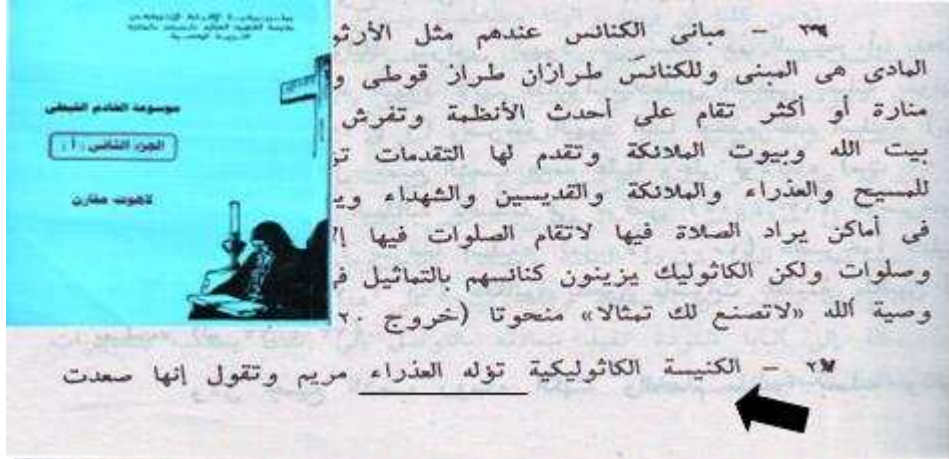 موسوعة الخادم القبطى
الجزء الثانى (أ)
لاهوت مقارن
مبانى الكنائس عندهم مثل الأرثو
المادى هى المبنى وللكنائس طرازان طراز قوطى و
منارة أو أكثر تقام على أحدث الأنظمة وتفرش
بيت الله وبيوت الملائكة وتقدم لها التقدمات تو
للمسيح والعذراء والملائكة والقديسين والشهداء وي
فى أماكن يراد الصلاة فيها لاتقام الصلوات فيها إلا
وصلوات ولكن الكاثوليك يزينون كنائسهم بالتماثيل ف
وصية الله «لاتصنع لك تمثالا» منحوتا (خروج ٢٠
الكنيسة الكاثوليكية تؤله العذراء مريم وتقول إنها صعدت